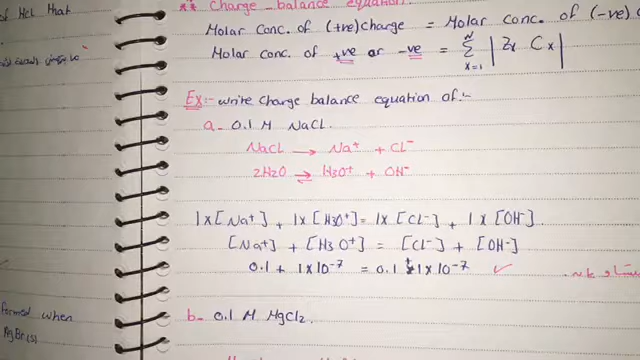 of HCl that
** Charge-balance equation
Molar Conc. of (+ve) charge = Molar conc. of (-ve)
Molar Conc. of +ve or -ve = N Σ x=1 | Zx Cx |
Ex:- write charge balance equation of:-
a- 0.1 M NaCl.
NaCl → Na+ + Cl-
2H2O ⇌ H3O+ + OH-
1x[Na+] + 1x[H3O+] = 1x[Cl-] + 1x[OH-].
[Na+] + [H3O+] = [Cl-] + [OH-]
0.1 + 1x10-7 = 0.1 + 1x10-7 ✓
formed when
b- 0.1 M MgCl2.
AgBr(s)